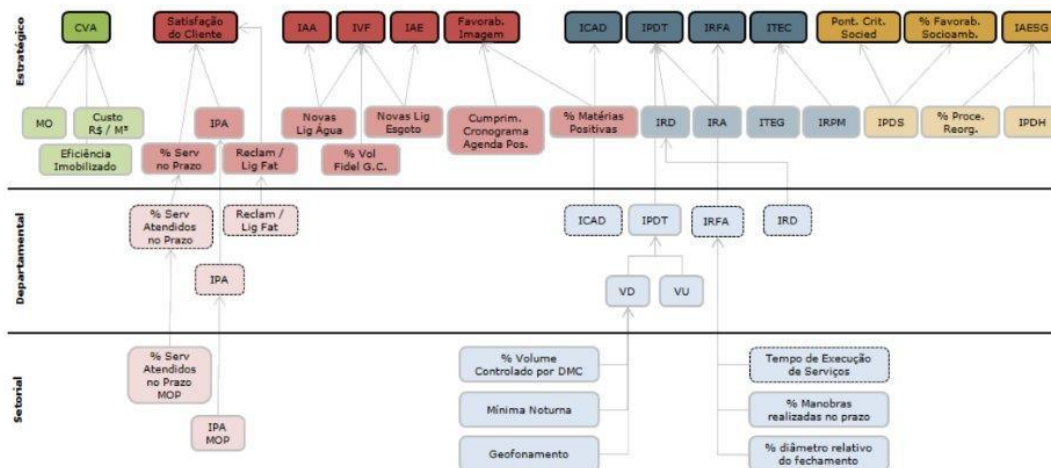 Estratégico
CVA
Satisfação
do Cliente
IAA
IVF
IAE
Favorab.
Imagem
ICAD
IPDT
IRFA
ITEC
Pont. Crit.
Socied
% Favorab.
Socioamb.
IAESG
MO
Custo
R$ / M³
Eficiência
Imobilizado
IPA
% Serv
no Prazo
Reclam /
Lig Fat
Novas
Lig Água
% Vol
Fidel G.C.
Novas Lig
Esgoto
Cumprim.
Cronograma
Agenda Pos.
% Matérias
Positivas
IRD
IRA
ITEG
IRPM
IPDS
% Proce.
Reorg.
IPDH
Departamental
% Serv
Atendidos
no Prazo
Reclam /
Lig Fat
IPA
ICAD
IPDT
IRFA
IRD
VD
VU
Setorial
% Serv
Atendidos
no Prazo
MOP
IPA
MOP
% Volume
Controlado por DMC
Mínima Noturna
Geofonamento
Tempo de Execução
de Serviços
% Manobras
realizadas no prazo
% diâmetro relativo
do fechamento